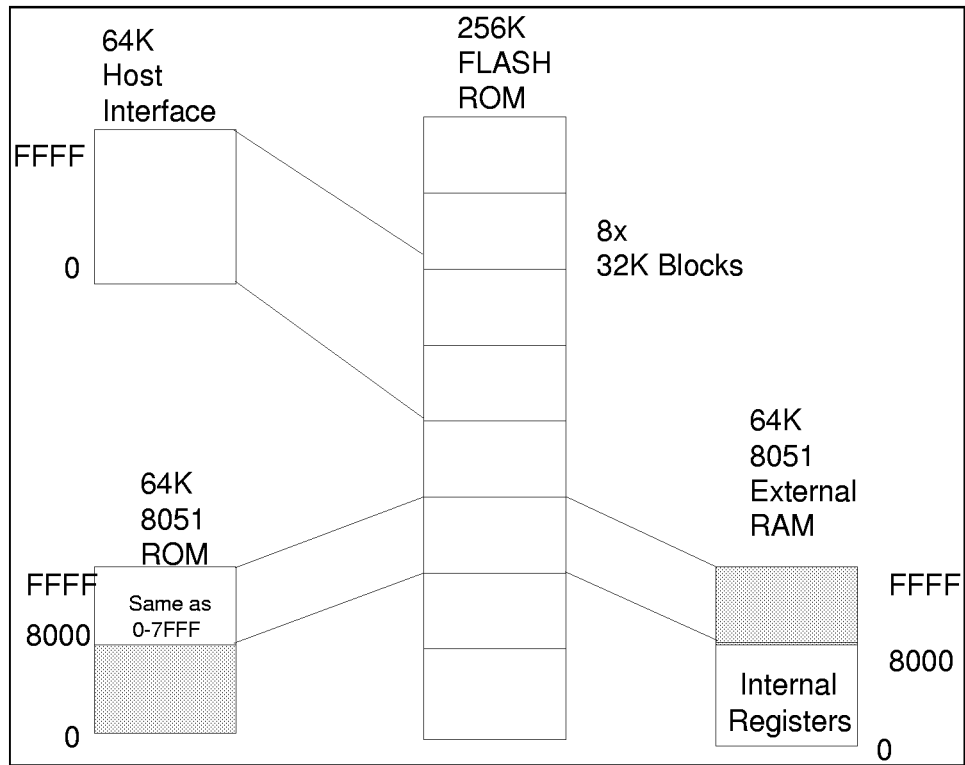 64K
Host
Interface
FFFF
0
256K
FLASH
ROM
8x
32K Blocks
64K
8051
ROM
FFFF
8000
0
Same as
0-7FFF
64K
8051
External
RAM
FFFF
8000
0
Internal
Registers